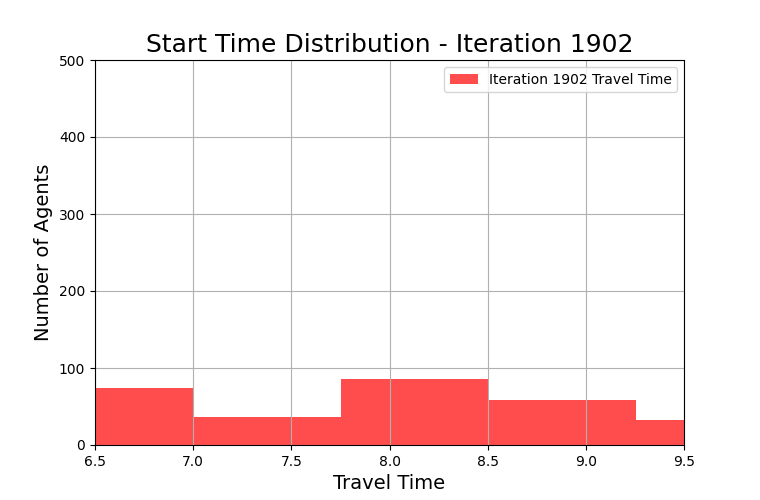 Start Time Distribution - Iteration 1902
Iteration 1902 Travel Time
Number of Agents
500
400
300
200
100
0
6.5 7.0 7.5 8.0 8.5 9.0 9.5
Travel Time